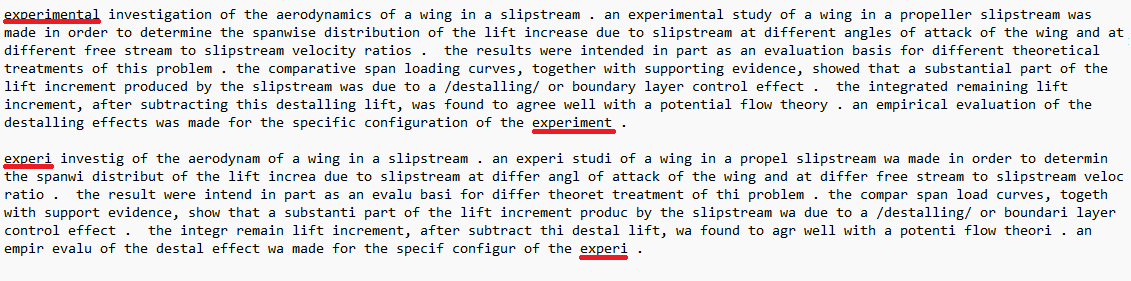 experimental investigation of the aerodynamics of a wing in a slipstream . an experimental study of a wing in a propeller slipstream was
made in order to determine the spanwise distribution of the lift increase due to slipstream at different angles of attack of the wing and at
different free stream to slipstream velocity ratios .  the results were intended in part as an evaluation basis for different theoretical
treatments of this problem . the comparative span loading curves, together with supporting evidence, showed that a substantial part of the
lift increment produced by the slipstream was due to a /destalling/ or boundary layer control effect .  the integrated remaining lift
increment, after subtracting this destalling lift, was found to agree well with a potential flow theory . an empirical evaluation of the
destalling effects was made for the specific configuration of the experiment .
experi investig of the aerodynam of a wing in a slipstream . an experi studi of a wing in a propel slipstream wa made in order to determin
the spanwi distribut of the lift increa due to slipstream at differ angl of attack of the wing and at differ free stream to slipstream veloc
ratio .  the result were intend in part as an evalu basi for differ theoret treatment of thi problem . the compar span load curves, togeth
with support evidence, show that a substanti part of the lift increment produc by the slipstream wa due to a /destalling/ or boundari layer
control effect .  the integr remain lift increment, after subtract thi destal lift, wa found to agr well with a potenti flow theori . an
empir evalu of the destal effect wa made for the specif configur of the experi .